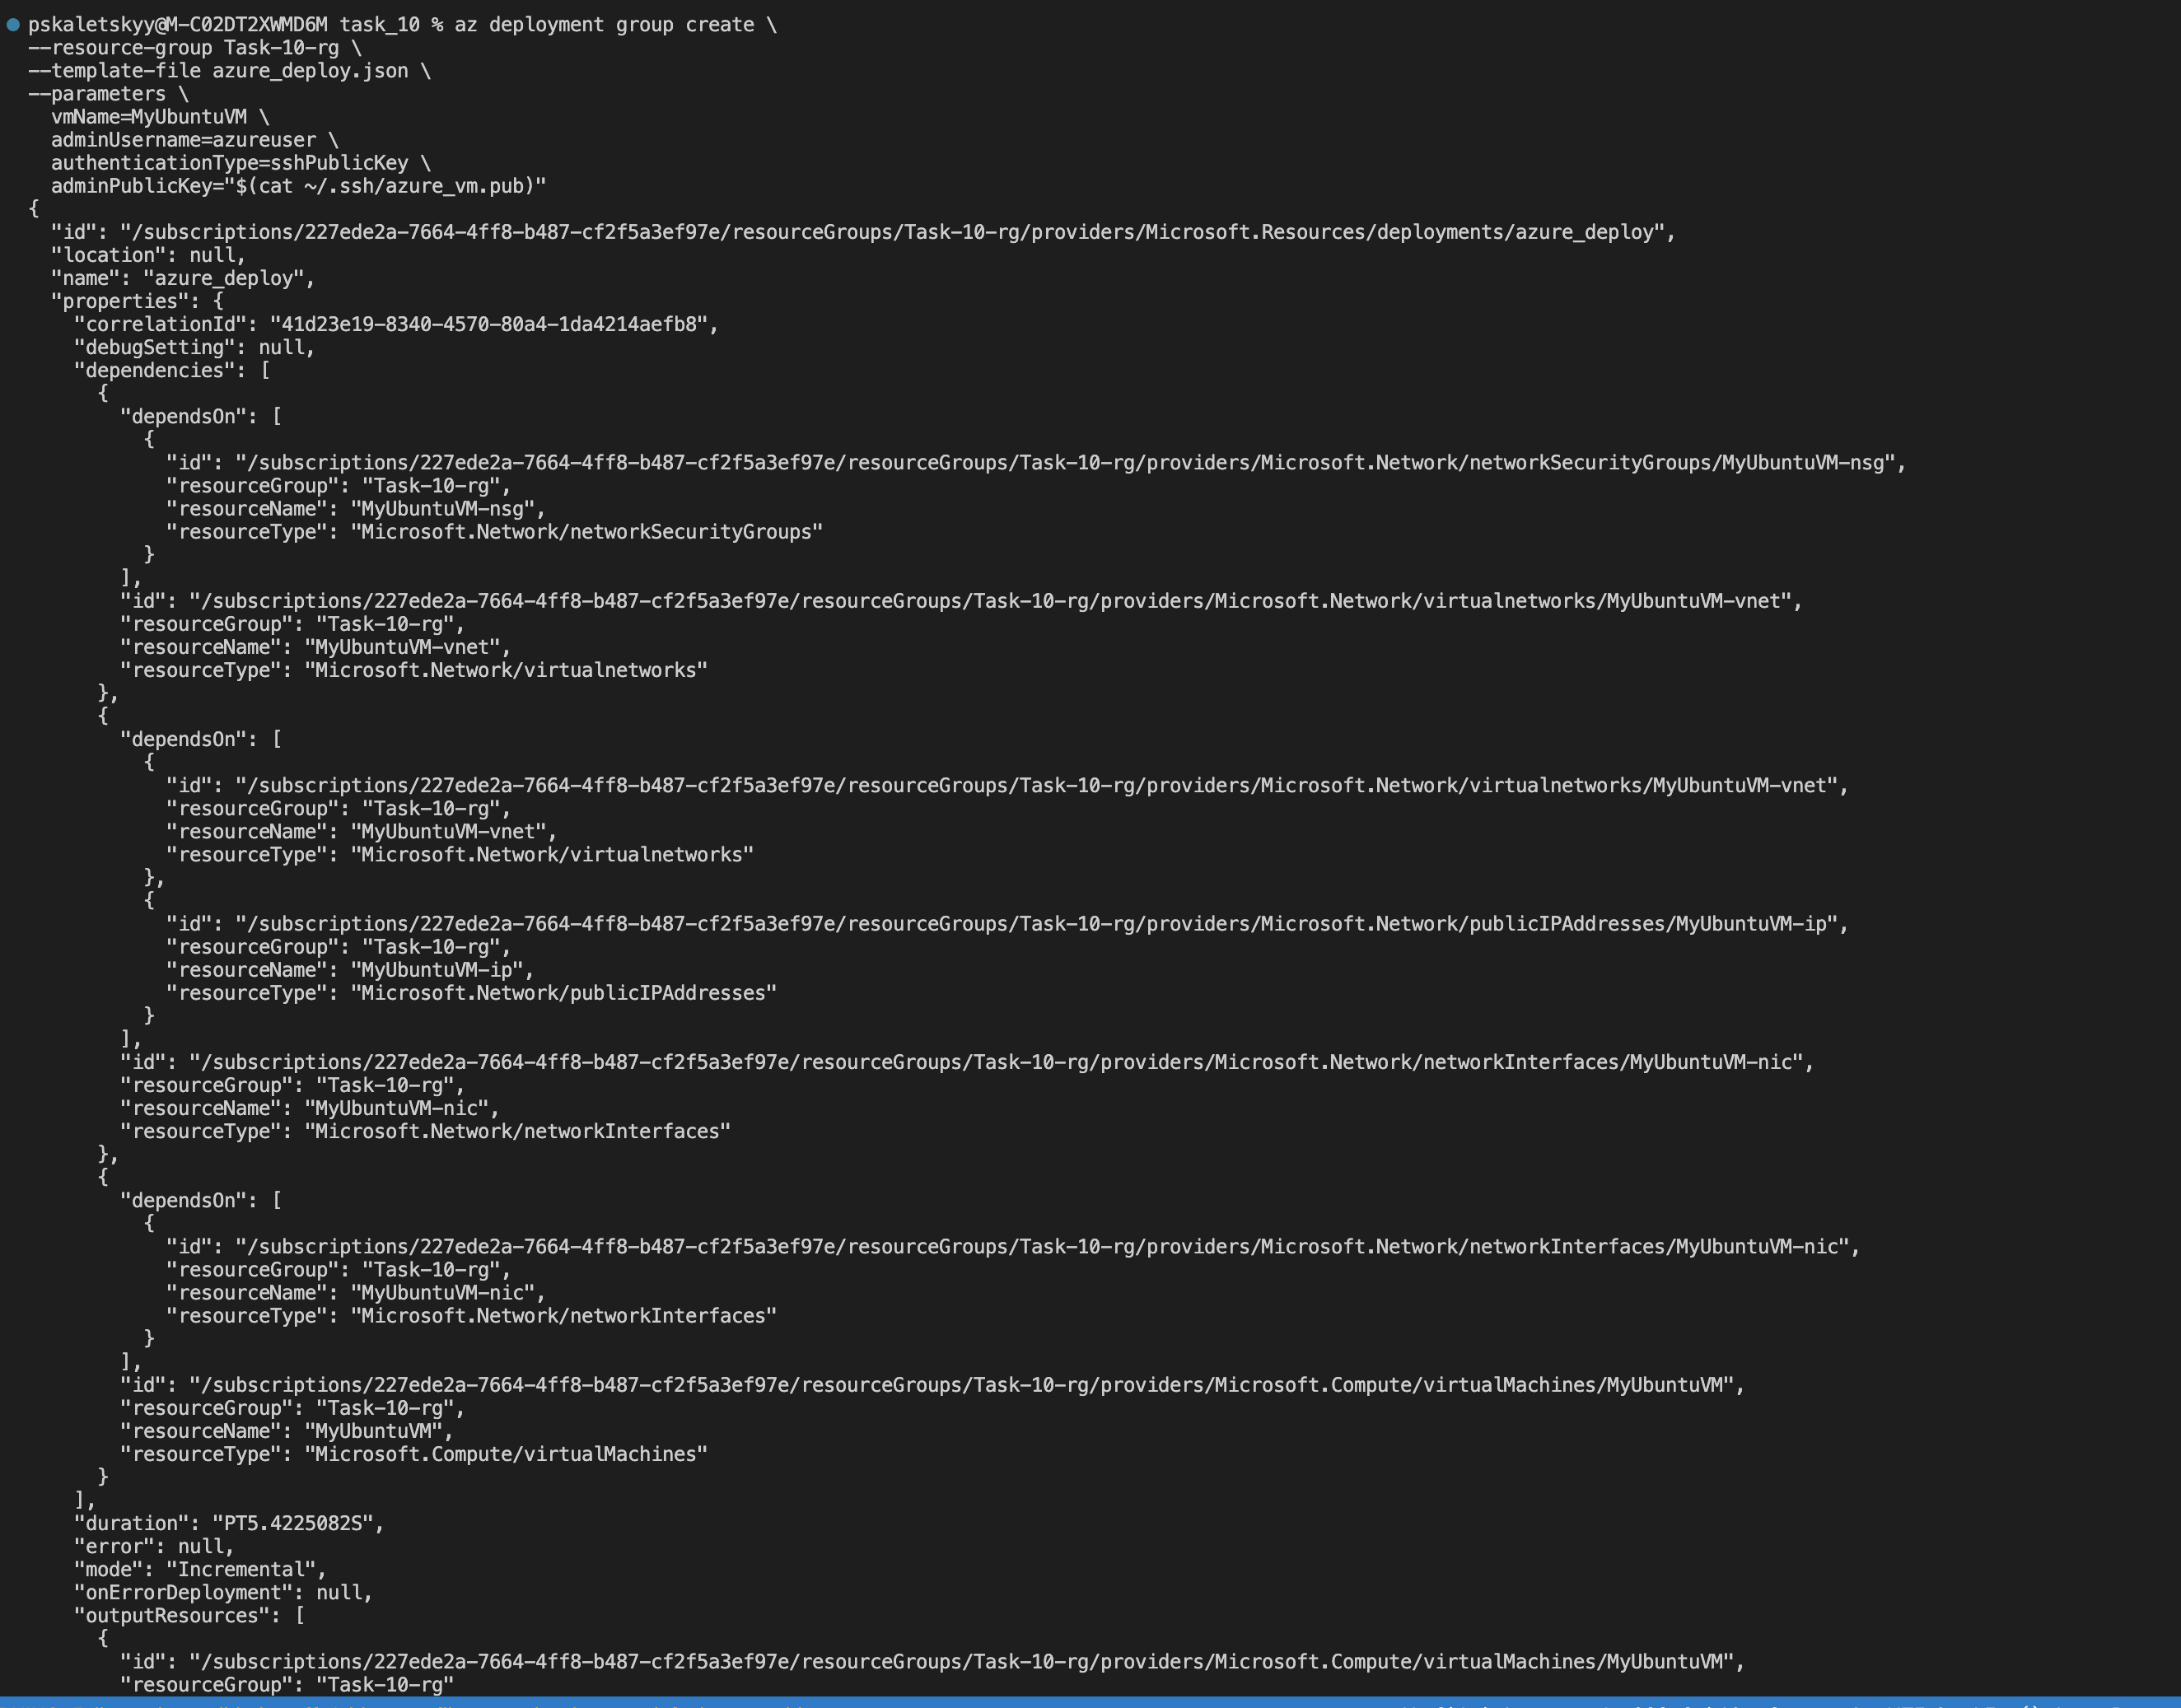 pskaletskyy@M-C02DT2XWMD6M task_10 % az deployment group create \
--resource-group Task-10-rg \
--template-file azure_deploy.json \
--parameters \
  vmName=MyUbuntuVM \
  adminUsername=azureuser \
  authenticationType=sshPublicKey \
  adminPublicKey="$(cat ~/.ssh/azure_vm.pub)"
{
  "id": "/subscriptions/227ede2a-7664-4ff8-b487-cf2f5a3ef97e/resourceGroups/Task-10-rg/providers/Microsoft.Resources/deployments/azure_deploy",
  "location": null,
  "name": "azure_deploy",
  "properties": {
    "correlationId": "41d23e19-8340-4570-80a4-1da4214aefb8",
    "debugSetting": null,
    "dependencies": [
      {
        "dependsOn": [
          {
            "id": "/subscriptions/227ede2a-7664-4ff8-b487-cf2f5a3ef97e/resourceGroups/Task-10-rg/providers/Microsoft.Network/networkSecurityGroups/MyUbuntuVM-nsg",
            "resourceGroup": "Task-10-rg",
            "resourceName": "MyUbuntuVM-nsg",
            "resourceType": "Microsoft.Network/networkSecurityGroups"
          }
        ],
        "id": "/subscriptions/227ede2a-7664-4ff8-b487-cf2f5a3ef97e/resourceGroups/Task-10-rg/providers/Microsoft.Network/virtualnetworks/MyUbuntuVM-vnet",
        "resourceGroup": "Task-10-rg",
        "resourceName": "MyUbuntuVM-vnet",
        "resourceType": "Microsoft.Network/virtualnetworks"
      },
      {
        "dependsOn": [
          {
            "id": "/subscriptions/227ede2a-7664-4ff8-b487-cf2f5a3ef97e/resourceGroups/Task-10-rg/providers/Microsoft.Network/virtualnetworks/MyUbuntuVM-vnet",
            "resourceGroup": "Task-10-rg",
            "resourceName": "MyUbuntuVM-vnet",
            "resourceType": "Microsoft.Network/virtualnetworks"
          },
          {
            "id": "/subscriptions/227ede2a-7664-4ff8-b487-cf2f5a3ef97e/resourceGroups/Task-10-rg/providers/Microsoft.Network/publicIPAddresses/MyUbuntuVM-ip",
            "resourceGroup": "Task-10-rg",
            "resourceName": "MyUbuntuVM-ip",
            "resourceType": "Microsoft.Network/publicIPAddresses"
          }
        ],
        "id": "/subscriptions/227ede2a-7664-4ff8-b487-cf2f5a3ef97e/resourceGroups/Task-10-rg/providers/Microsoft.Network/networkInterfaces/MyUbuntuVM-nic",
        "resourceGroup": "Task-10-rg",
        "resourceName": "MyUbuntuVM-nic",
        "resourceType": "Microsoft.Network/networkInterfaces"
      },
      {
        "dependsOn": [
          {
            "id": "/subscriptions/227ede2a-7664-4ff8-b487-cf2f5a3ef97e/resourceGroups/Task-10-rg/providers/Microsoft.Network/networkInterfaces/MyUbuntuVM-nic",
            "resourceGroup": "Task-10-rg",
            "resourceName": "MyUbuntuVM-nic",
            "resourceType": "Microsoft.Network/networkInterfaces"
          }
        ],
        "id": "/subscriptions/227ede2a-7664-4ff8-b487-cf2f5a3ef97e/resourceGroups/Task-10-rg/providers/Microsoft.Compute/virtualMachines/MyUbuntuVM",
        "resourceGroup": "Task-10-rg",
        "resourceName": "MyUbuntuVM",
        "resourceType": "Microsoft.Compute/virtualMachines"
      }
    ],
    "duration": "PT5.4225082S",
    "error": null,
    "mode": "Incremental",
    "onErrorDeployment": null,
    "outputResources": [
      {
        "id": "/subscriptions/227ede2a-7664-4ff8-b487-cf2f5a3ef97e/resourceGroups/Task-10-rg/providers/Microsoft.Compute/virtualMachines/MyUbuntuVM",
        "resourceGroup": "Task-10-rg"